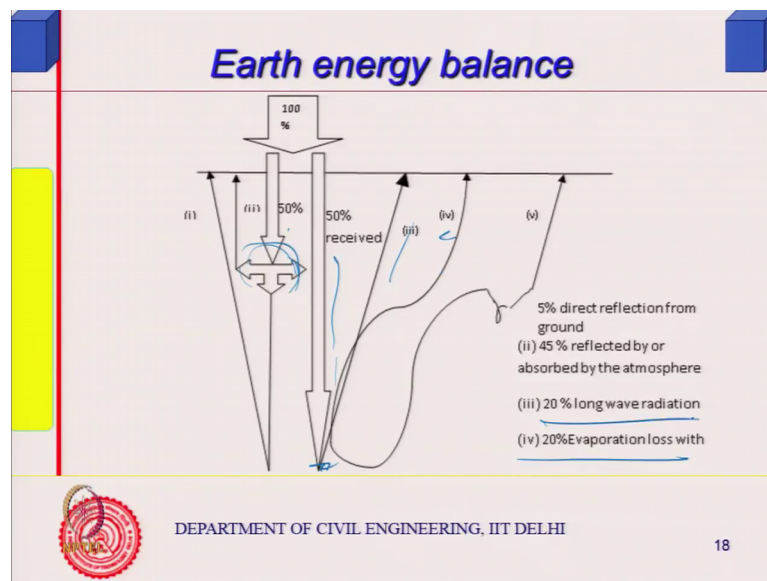 Earth energy balance
100
%
(i)
(ii)
50%
50%
received
(iii)
(iv)
(v)
5% direct reflection from
ground
(ii) 45 % reflected by or
absorbed by the atmosphere
(iii) 20 % long wave radiation
(iv) 20%Evaporation loss with
NPTEL
DEPARTMENT OF CIVIL ENGINEERING, IIT DELHI
18